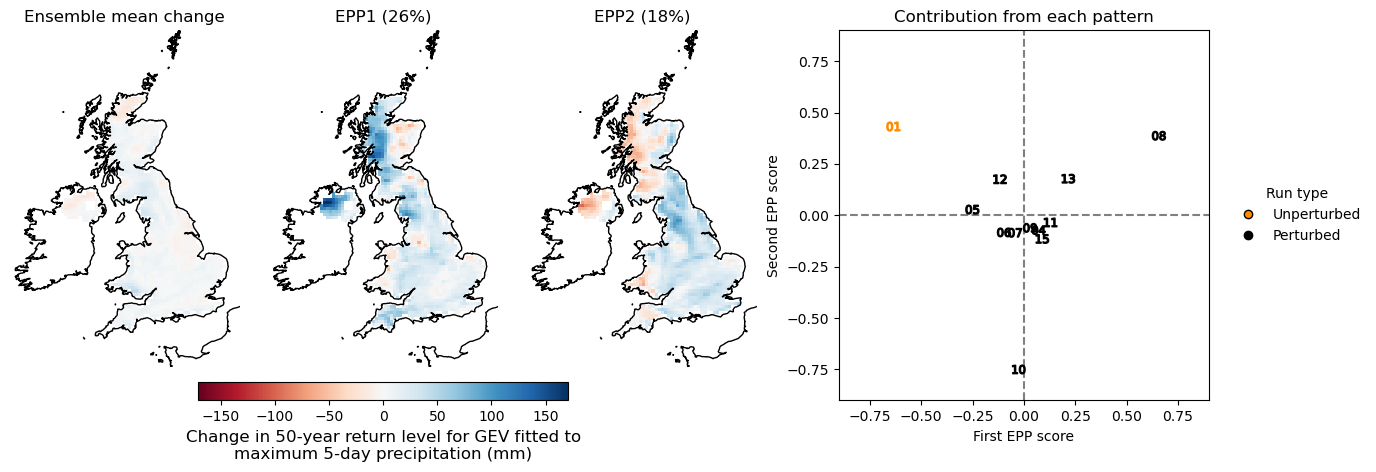 Ensemble mean change
EPP1 (26%)
EPP2 (18%)
Contribution from each pattern
−150 −100 −50 0 50 100 150
Change in 50-year return level for GEV fitted to
maximum 5-day precipitation (mm)
Second EPP score
0.75
0.50
0.25
0.00
−0.25
−0.50
−0.75
01
08
12
13
05
11
09
06
07
15
10
−0.75 −0.50 −0.25 0.00 0.25 0.50 0.75
First EPP score
Run type
Unperturbed
Perturbed